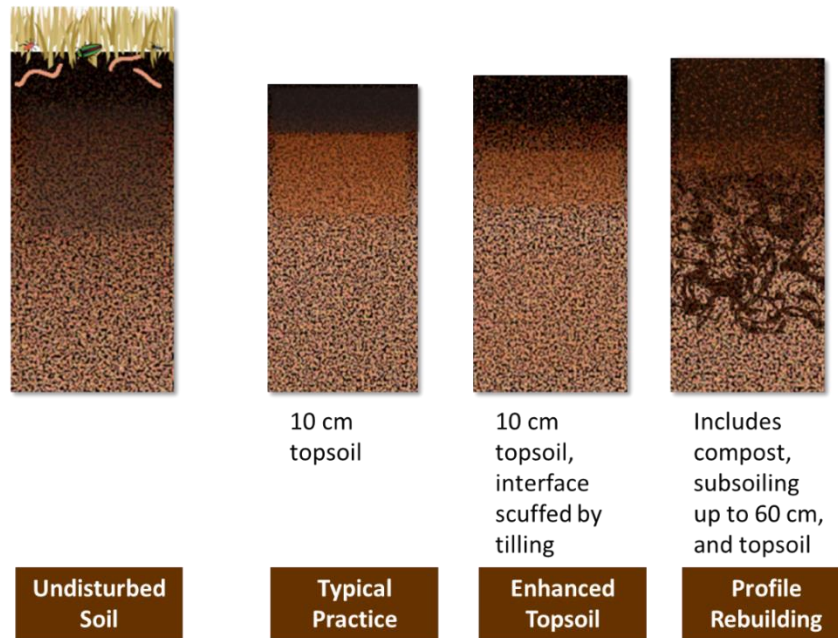 10 cm
topsoil
10 cm
topsoil,
interface
scuffed by
tilling
Includes
compost,
subsoiling
up to 60 cm,
and topsoil
Undisturbed
Soil
Typical
Practice
Enhanced
Topsoil
Profile
Rebuilding